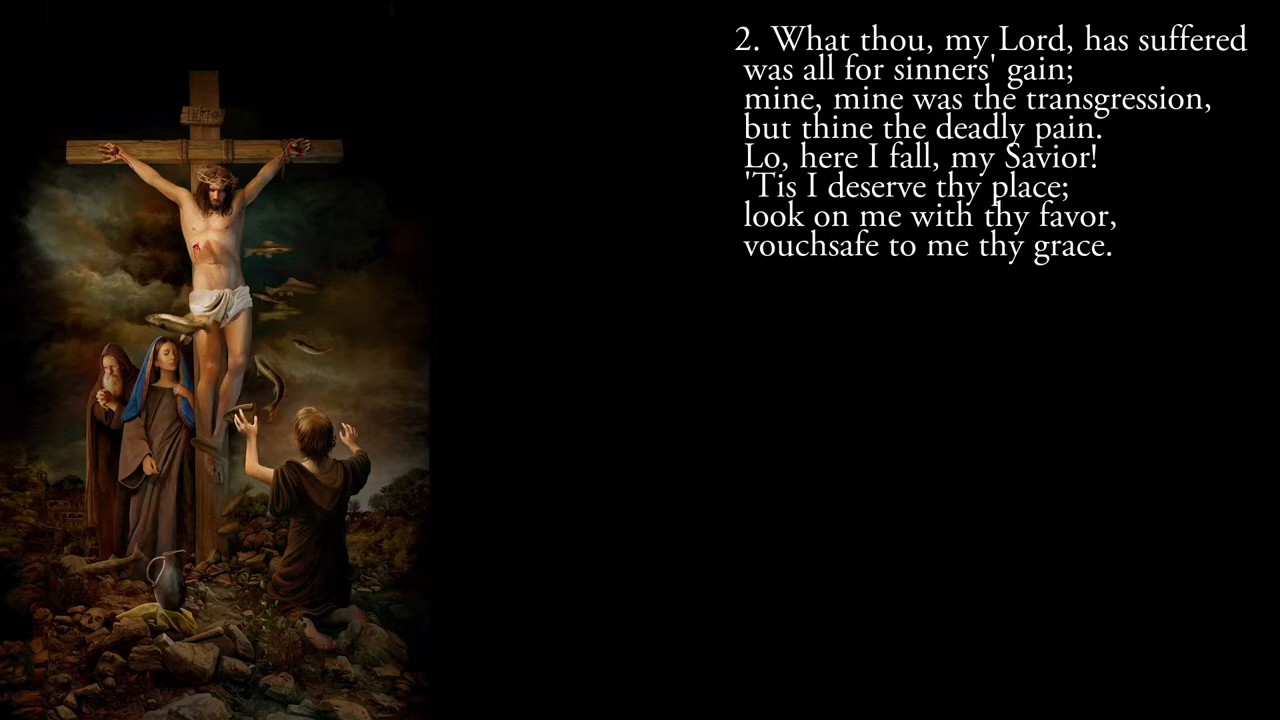 2. What thou, my Lord, has suffered
was all for sinners' gain;
mine, mine was the transgression,
but thine the deadly pain.
Lo, here I fall, my Savior!
'Tis I deserve thy place;
look on me with thy favor,
vouchsafe to me thy grace.